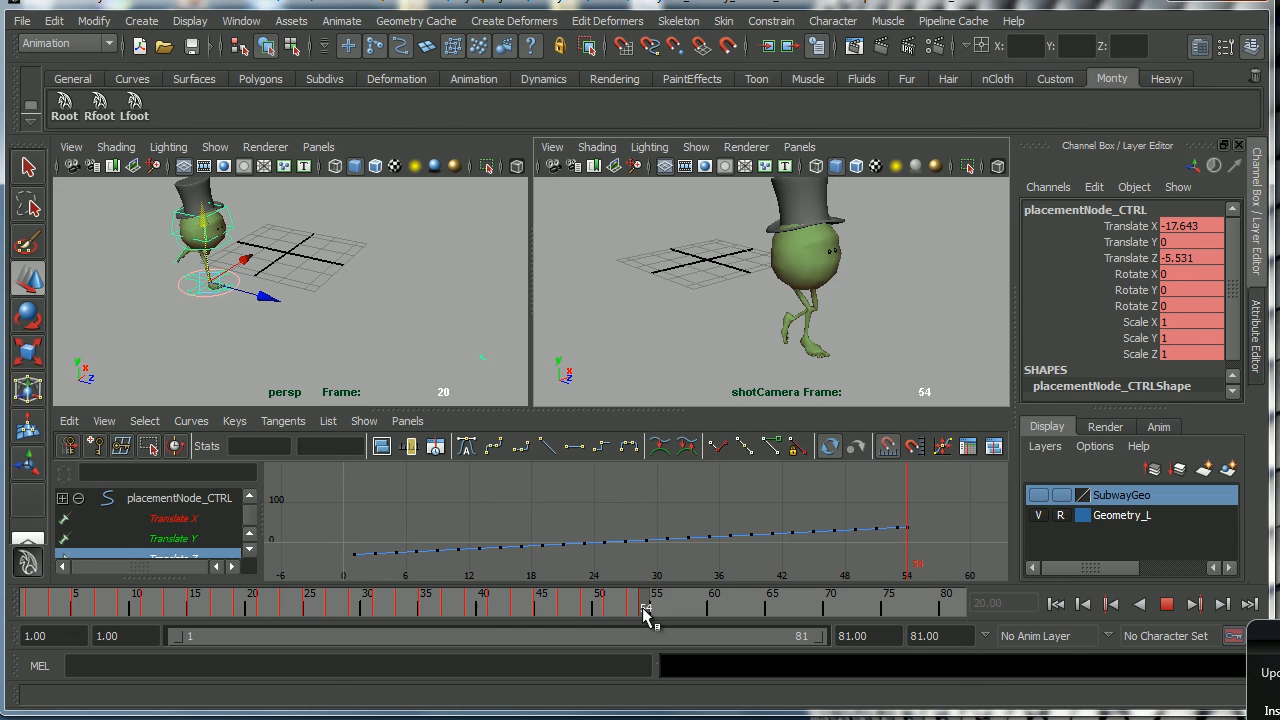 File Edit Modify Create Display Window Assets Animate Geometry Cache Create Deformers Edit Deformers Skeleton Skin Constrain Character Muscle Pipeline Cache Help
Animation X: Y: Z:
General Curves Surfaces Polygons Subdivs Deformation Animation Dynamics Rendering PaintEffects Toon Muscle Fluids Fur Hair nCloth Custom Monty Heavy
Root Rfoot Lfoot
View Shading Lighting Show Renderer Panels
View Shading Lighting Show Renderer Panels
persp Frame: 20
shotCamera Frame: 54
Channel Box / Layer Editor
Channels Edit Object Show
placementNode_CTRL
Translate X -17.643
Translate Y 0
Translate Z -5.531
Rotate X 0
Rotate Y 0
Rotate Z 0
Scale X 1
Scale Y 1
Scale Z 1
SHAPES
placementNode_CTRLShape
Display Render Anim
Layers Options Help
SubwayGeo
V R Geometry_L
Channel Box / Layer Editor
Attribute Editor
Edit View Select Curves Keys Tangents List Show Panels
Stats
placementNode_CTRL
Translate X
Translate Y
Translate Z
100
0
-6 0 6 12 18 24 30 36 42 48 54 60
54
5 10 15 20 25 30 35 40 45 50 55 60 65 70 75 80
54
20.00
1.00 1.00 1 81 81.00 81.00 No Anim Layer No Character Set
MEL